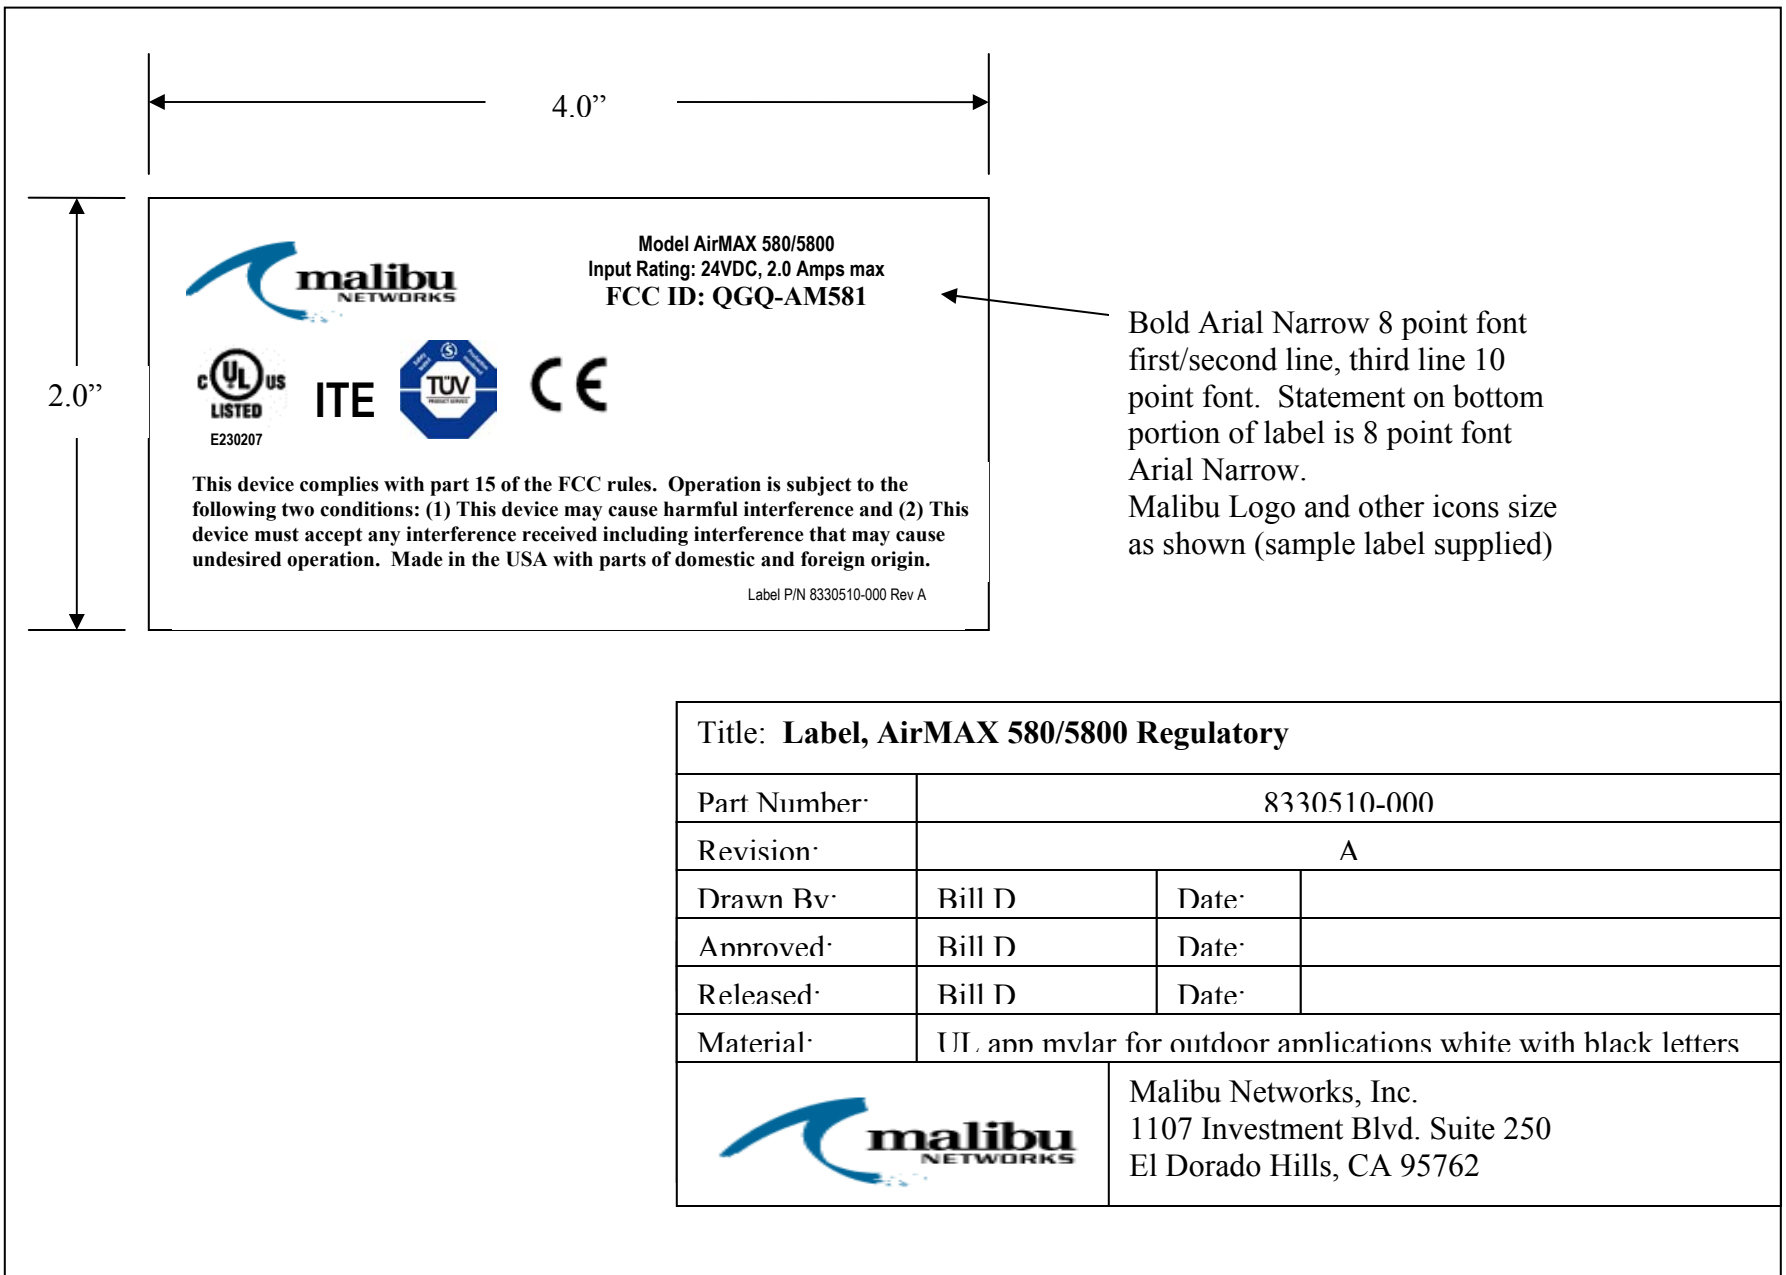 4.0”
2.0”
malibu
NETWORKS
Model AirMAX 580/5800
Input Rating: 24VDC, 2.0 Amps max
FCC ID: QGQ-AM581
C UL US
LISTED
E230207
ITE
TÜV
PRODUCT SERVICE
CE
This device complies with part 15 of the FCC rules.  Operation is subject to the
following two conditions: (1) This device may cause harmful interference and (2) This
device must accept any interference received including interference that may cause
undesired operation.  Made in the USA with parts of domestic and foreign origin.
Label P/N 8330510-000 Rev A
Bold Arial Narrow 8 point font
first/second line, third line 10
point font.  Statement on bottom
portion of label is 8 point font
Arial Narrow.
Malibu Logo and other icons size
as shown (sample label supplied)
Title:  Label, AirMAX 580/5800 Regulatory
Part Number: 8330510-000
Revision: A
Drawn By: Bill D Date:
Approved: Bill D Date:
Released: Bill D Date:
Material: UL app mylar for outdoor applications white with black letters
malibu
NETWORKS
Malibu Networks, Inc.
1107 Investment Blvd. Suite 250
El Dorado Hills, CA 95762